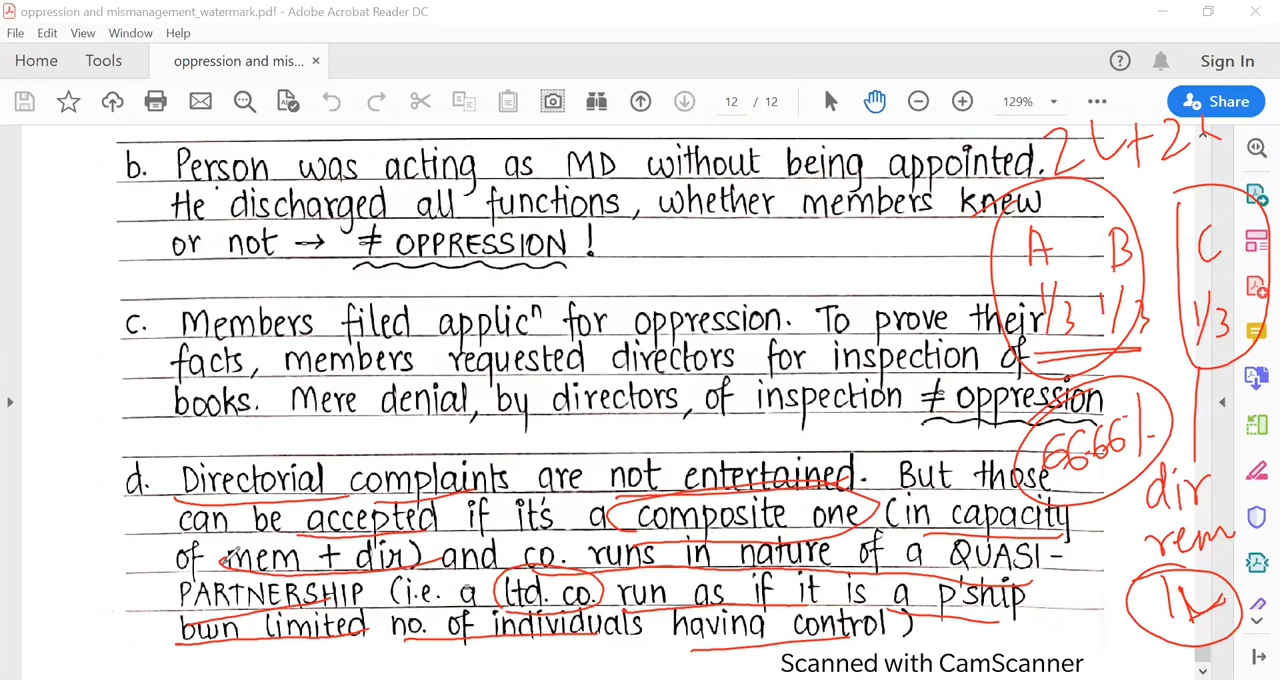 oppression and mismanagement_watermark.pdf - Adobe Acrobat Reader DC
File Edit View Window Help
Home Tools oppression and mis... × ? Sign In
12 / 12 129% Share
b. Person was acting as MD without being appointed.
He discharged all functions, whether members knew
or not → ≠ OPPRESSION !
c. Members filed applicⁿ for oppression. To prove their
facts, members requested directors for inspection of
books. Mere denial, by directors, of inspection ≠ oppression
d. Directorial complaints are not entertained. But those
can be accepted if it's a composite one (in capacity
of mem + dir) and co. runs in nature of a QUASI-
PARTNERSHIP (i.e. a ltd. co. run as if it is a p'ship
bwn limited no. of individuals having control)
2L+2L
A B C
1/3 1/3 1/3
66.66%
dir
rem
Scanned with CamScanner